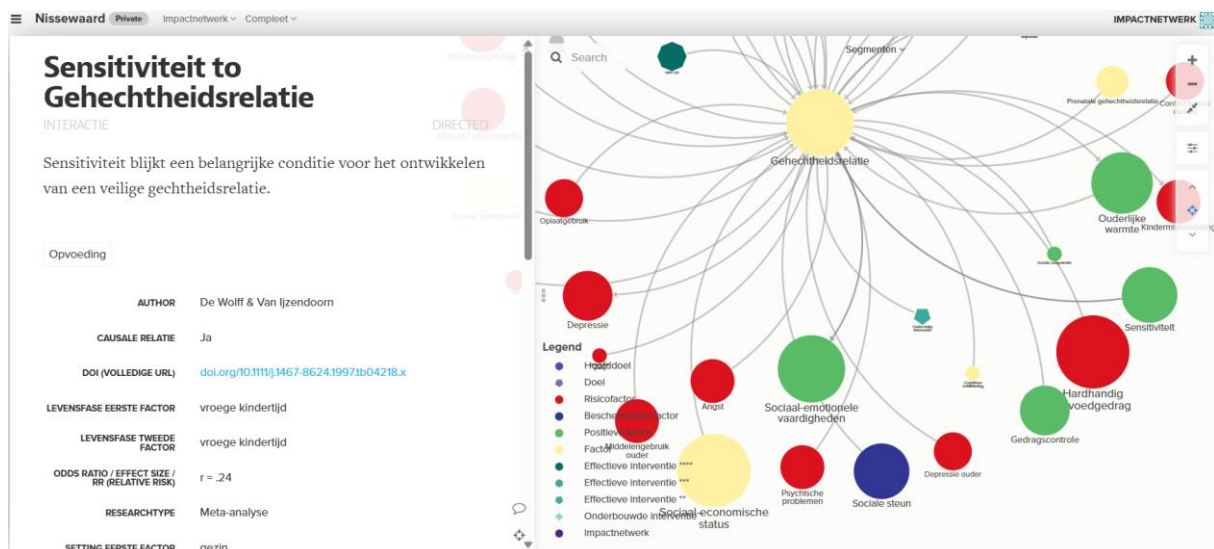 Nissewaard Private Impactnetwerk Compleet
IMPACTNETWERK
Sensitiviteit to
Gehechtheidsrelatie
INTERACTIE
DIRECTED
Sensitiviteit blijkt een belangrijke conditie voor het ontwikkelen
van een veilige gechtheidsrelatie.
Opvoeding
AUTHOR De Wolff & Van Ijzendoorn
CAUSALE RELATIE Ja
DOI (VOLLEDIGE URL) doi.org/10.1111/j.1467-8624.1997.tb04218.x
LEVENSFASE EERSTE FACTOR vroege kindertijd
LEVENSFASE TWEEDE
FACTOR vroege kindertijd
ODDS RATIO / EFFECT SIZE /
RR (RELATIVE RISK) r = .24
RESEARCHTYPE Meta-analyse
SETTING EERSTE FACTOR gezin
Search
Segmenten
Gehechtheidsrelatie
Prenatale gehechtheidsrelatie
Opiaatgebruik
Ouderlijke
warmte
Depressie
Sensitiviteit
Angst
Sociaal-emotionele
vaardigheden
Hardhandig
Gedragscontrole
Middelengebruik
ouder
Depressie ouder
Psychische
problemen
Sociale steun
Sociaal-economische
status
Legend
Hoofddoel
Doel
Risicofactor
Beschermende factor
Positieve factor
Factor
Effectieve interventie ****
Effectieve interventie ***
Effectieve interventie **
Onderbouwde Interventie
Impactnetwerk